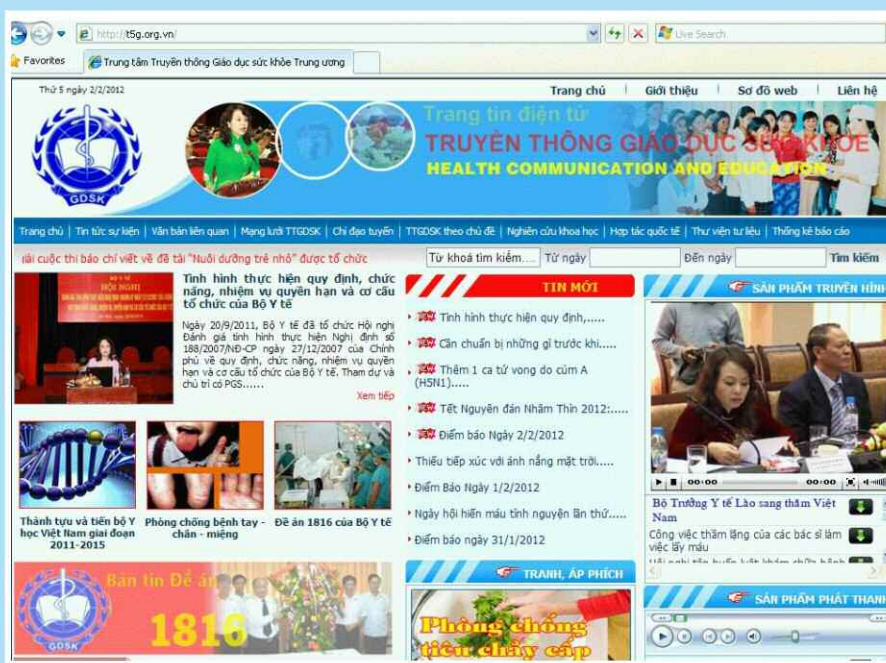 http://t5g.org.vn/
Live Search
Favorites
Trung tâm Truyền thông Giáo dục sức khỏe Trung ương
Thứ 5 ngày 2/2/2012
Trang chủ | Giới thiệu | Sơ đồ web | Liên hệ
GDSK
Trang tin điện tử
TRUYỀN THÔNG GIÁO DỤC SỨC KHỎE
HEALTH COMMUNICATION AND EDUCATION
Trang chủ | Tin tức sự kiện | Văn bản liên quan | Mạng lưới TTGDSK | Chỉ đạo tuyến | TTGDSK theo chủ đề | Nghiên cứu khoa học | Hợp tác quốc tế | Thư viện tư liệu | Thống kê báo cáo
cuộc thi báo chí viết về đề tài "Nuôi dưỡng trẻ nhỏ" được tổ chức
Từ khoá tìm kiếm.... Từ ngày Đến ngày Tìm kiếm
BỘ Y TẾ
HỘI NGHỊ
Tình hình thực hiện quy định, chức
năng, nhiệm vụ quyền hạn và cơ cấu
tổ chức của Bộ Y tế
Ngày 20/9/2011, Bộ Y tế đã tổ chức Hội nghị
Đánh giá tình hình thực hiện Nghị định số
188/2007/NĐ-CP ngày 27/12/2007 của Chính
phủ về quy định, chức năng, nhiệm vụ quyền
hạn và cơ cấu tổ chức của Bộ Y tế. Tham dự và
chủ trì có PGS......
Xem tiếp
Thành tựu và tiến bộ Y
học Việt Nam giai đoạn
2011-2015
Phòng chống bệnh tay -
chân - miệng
Đề án 1816 của Bộ Y tế
Bản tin Đề án
1816
GDSK
TIN MỚI
Tình hình thực hiện quy định,.....
Cần chuẩn bị những gì trước khi.....
Thêm 1 ca tử vong do cúm A
(H5N1).....
Tết Nguyên đán Nhâm Thìn 2012:.....
Điểm báo Ngày 2/2/2012
Thiếu tiếp xúc với ánh nắng mặt trời.....
Điểm Báo Ngày 1/2/2012
Ngày hội hiến máu tình nguyện lần thứ.....
Điểm báo ngày 31/1/2012
TRANH, ÁP PHÍCH
Phòng chống
tiêu chảy cấp
SẢN PHẨM TRUYỀN HÌNH
00:00 00:00
Bộ Trưởng Y tế Lào sang thăm Việt
Nam
Công việc thầm lặng của các bác sĩ làm
việc lấy máu
SẢN PHẨM PHÁT THANH